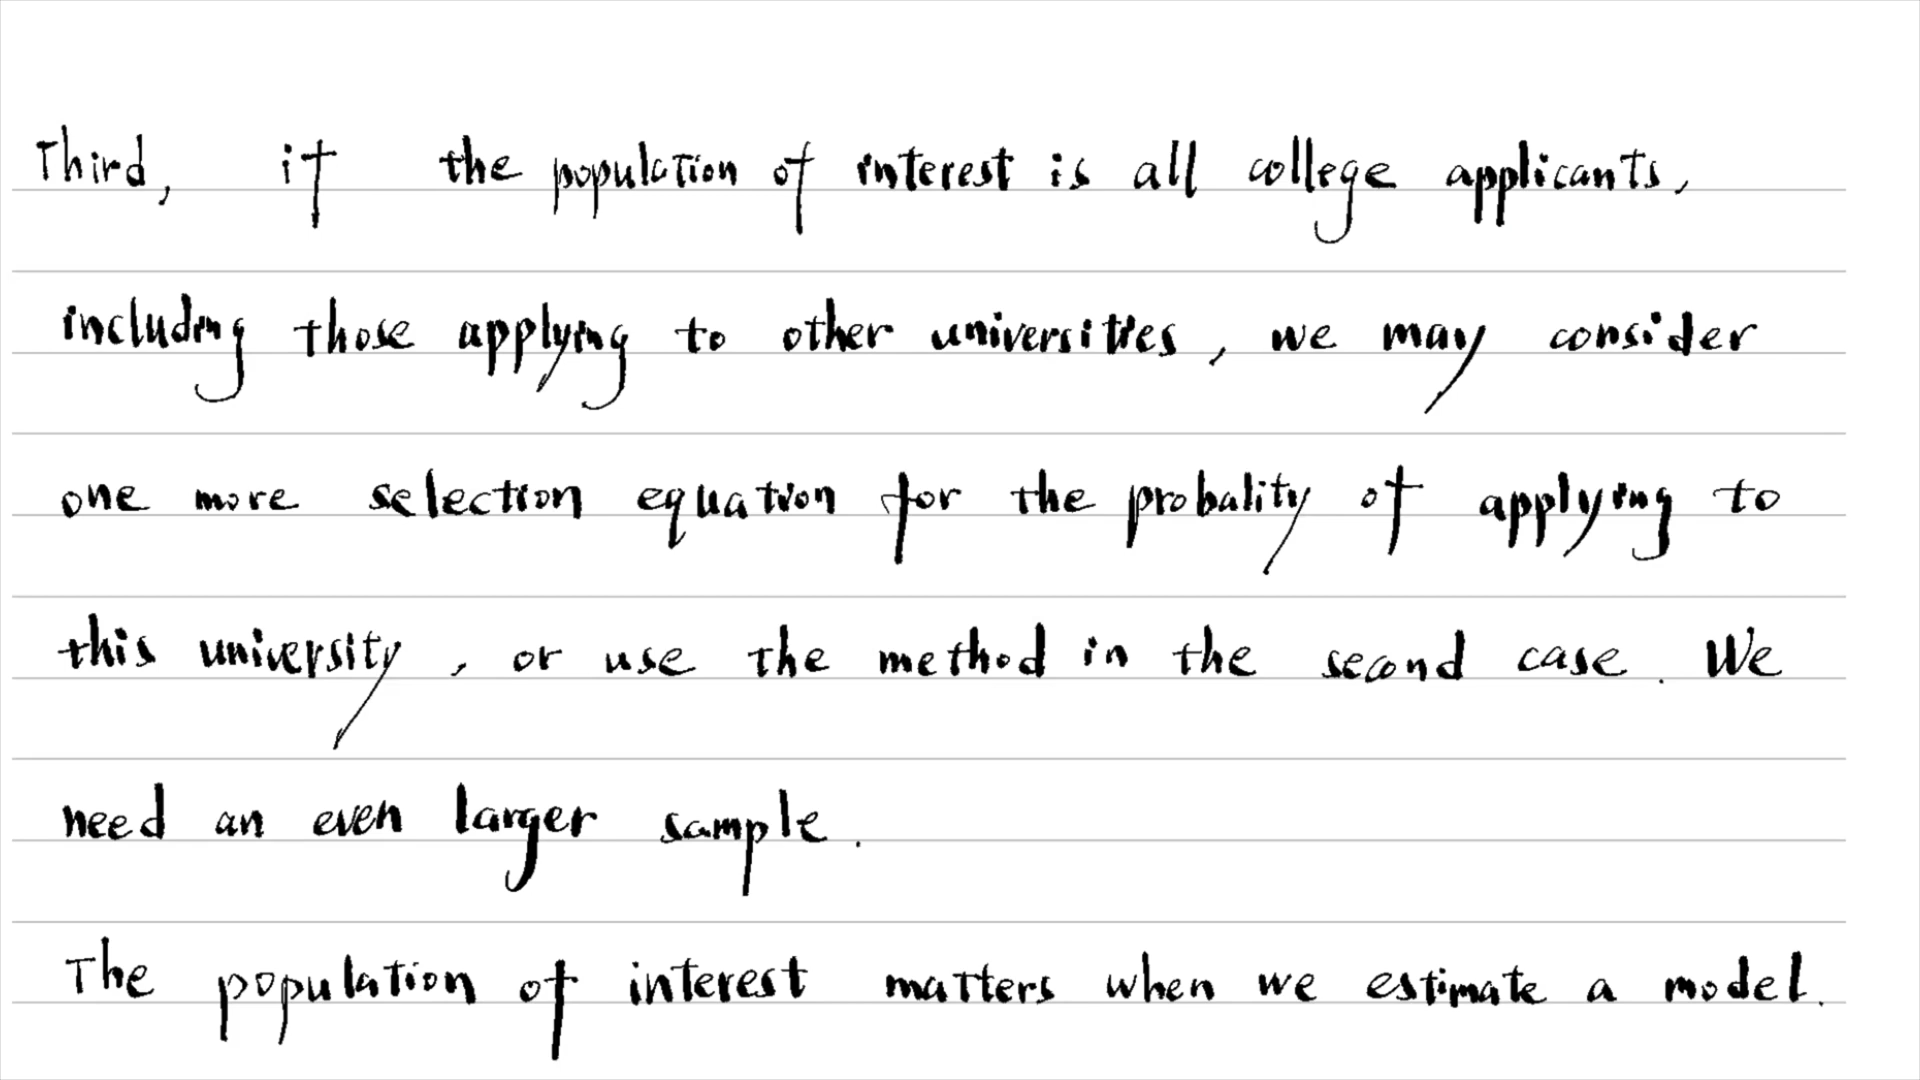 Third, if the population of interest is all college applicants,
including those applying to other universities, we may consider
one more selection equation for the probality of applying to
this university, or use the method in the second case. We
need an even larger sample.
The population of interest matters when we estimate a model.